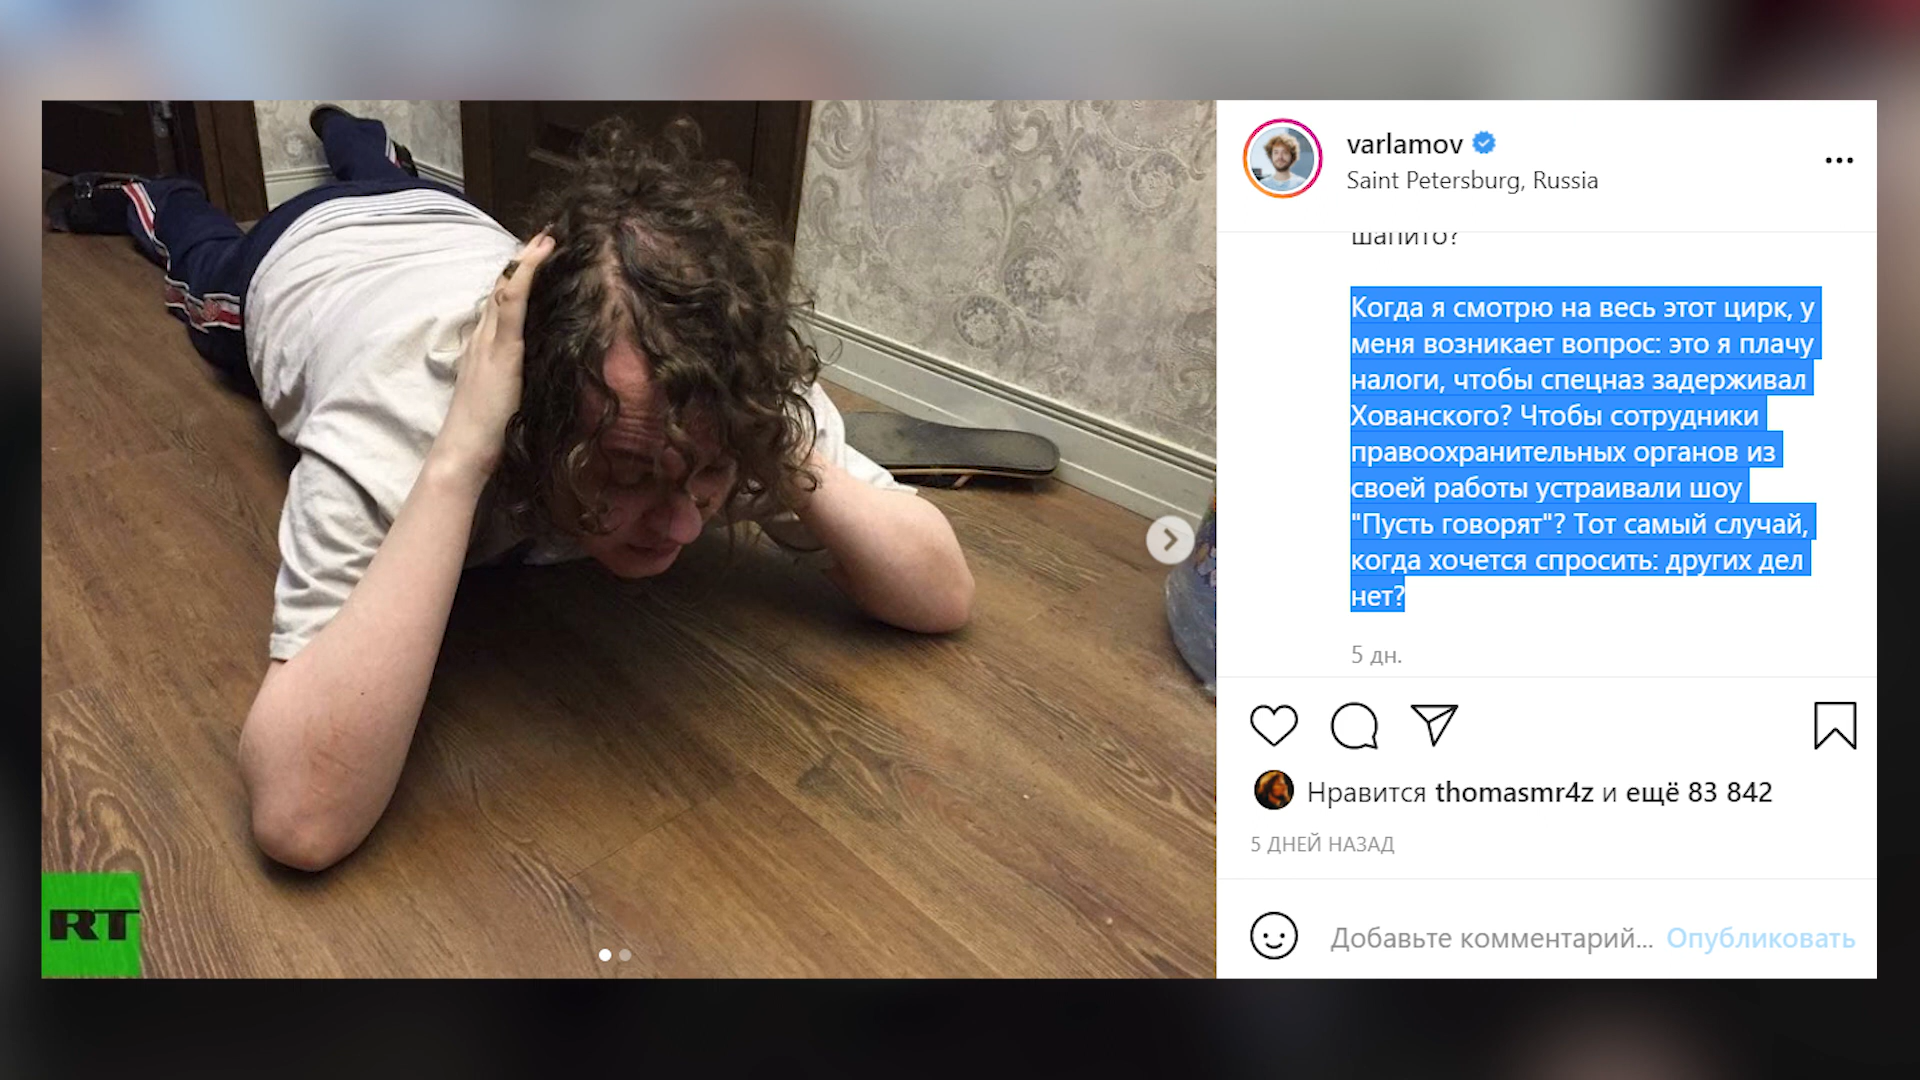 varlamov
Saint Petersburg, Russia
шапито?
Когда я смотрю на весь этот цирк, у
меня возникает вопрос: это я плачу
налоги, чтобы спецназ задерживал
Хованского? Чтобы сотрудники
правоохранительных органов из
своей работы устраивали шоу
"Пусть говорят"? Тот самый случай,
когда хочется спросить: других дел
нет?
5 дн.
Нравится thomasmr4z и ещё 83 842
5 ДНЕЙ НАЗАД
Добавьте комментарий... Опубликовать
RT